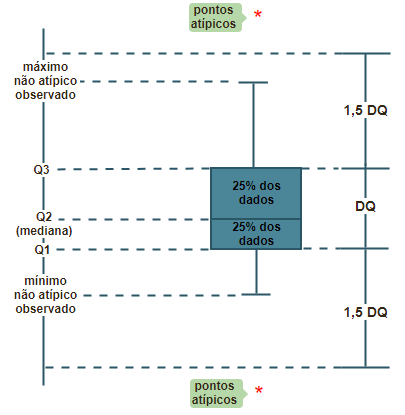 pontos
atípicos *
máximo
não atípico
observado
1,5 DQ
Q3
25% dos
dados
DQ
Q2
(mediana)
25% dos
dados
Q1
mínimo
não atípico
observado
1,5 DQ
pontos
atípicos *